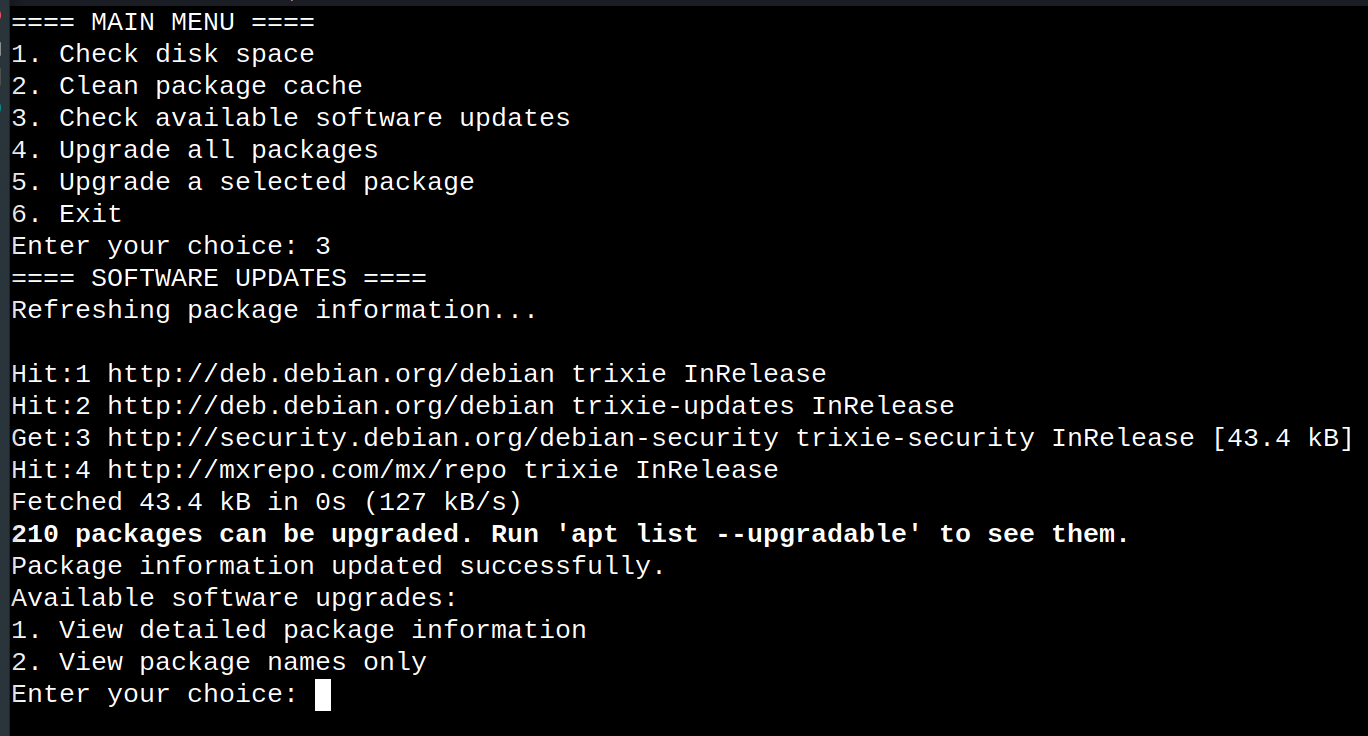 ==== MAIN MENU ====
1. Check disk space
2. Clean package cache
3. Check available software updates
4. Upgrade all packages
5. Upgrade a selected package
6. Exit
Enter your choice: 3
==== SOFTWARE UPDATES ====
Refreshing package information...
Hit:1 http://deb.debian.org/debian trixie InRelease
Hit:2 http://deb.debian.org/debian trixie-updates InRelease
Get:3 http://security.debian.org/debian-security trixie-security InRelease [43.4 kB]
Hit:4 http://mxrepo.com/mx/repo trixie InRelease
Fetched 43.4 kB in 0s (127 kB/s)
210 packages can be upgraded. Run 'apt list --upgradable' to see them.
Package information updated successfully.
Available software upgrades:
1. View detailed package information
2. View package names only
Enter your choice: